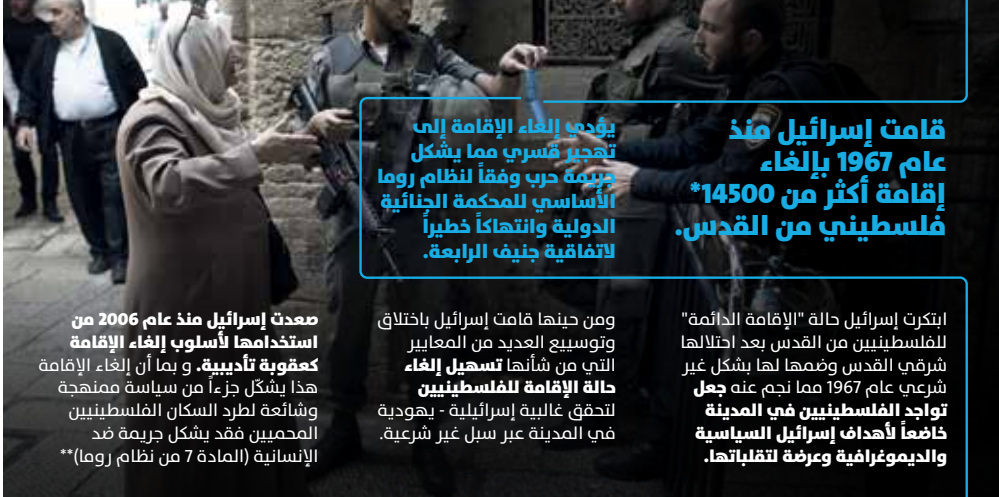 قامت إسرائيل منذ
عام 1967 بإلغاء
إقامة أكثر من 14500*
فلسطيني من القدس.
يؤدي إلغاء الإقامة إلى
تهجير قسري مما يشكل
جريمة حرب وفقاً لنظام روما
الأساسي للمحكمة الجنائية
الدولية وانتهاكاً خطيراً
لاتفاقية جنيف الرابعة.
ابتكرت إسرائيل حالة "الإقامة الدائمة"
للفلسطينيين من القدس بعد احتلالها
شرقي القدس وضمها لها بشكل غير
شرعي عام 1967 مما نجم عنه جعل
تواجد الفلسطينيين في المدينة
خاضعاً لأهداف إسرائيل السياسية
والديموغرافية وعرضة لتقلباتها.
ومن حينها قامت إسرائيل باختلاق
وتوسييع العديد من المعايير
التي من شأنها تسهيل إلغاء
حالة الإقامة للفلسطينيين
لتحقق غالبية إسرائيلية - يهودية
في المدينة عبر سبل غير شرعية.
صعدت إسرائيل منذ عام 2006 من
استخدامها لأسلوب إلغاء الإقامة
كعقوبة تأديبية. و بما أن إلغاء الإقامة
هذا يشكّل جزءاً من سياسة ممنهجة
وشائعة لطرد السكان الفلسطينيين
المحميين فقد يشكل جريمة ضد
الإنسانية (المادة 7 من نظام روما)**